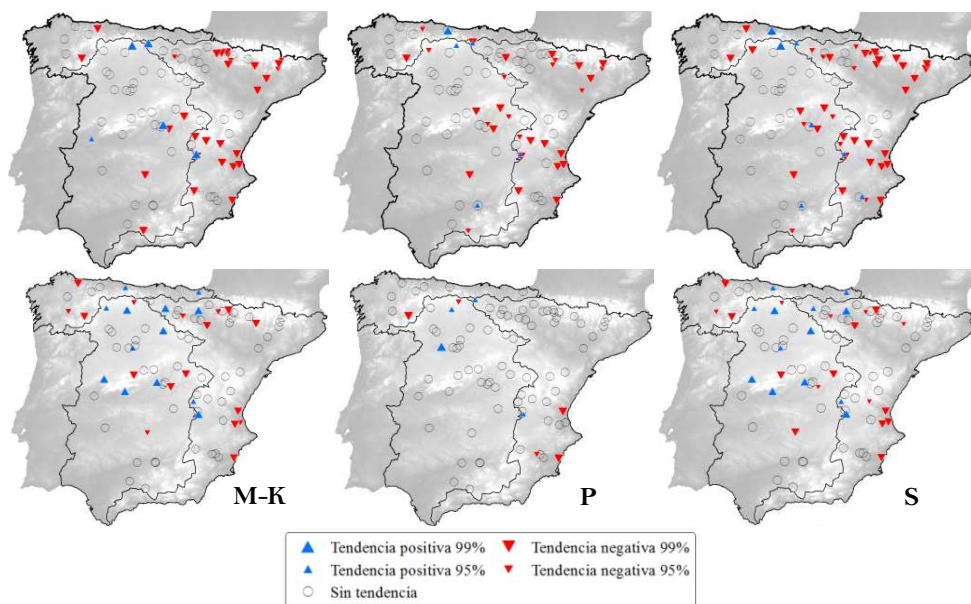 M-K
P
S
Tendencia positiva 99%
Tendencia negativa 99%
Tendencia positiva 95%
Tendencia negativa 95%
Sin tendencia